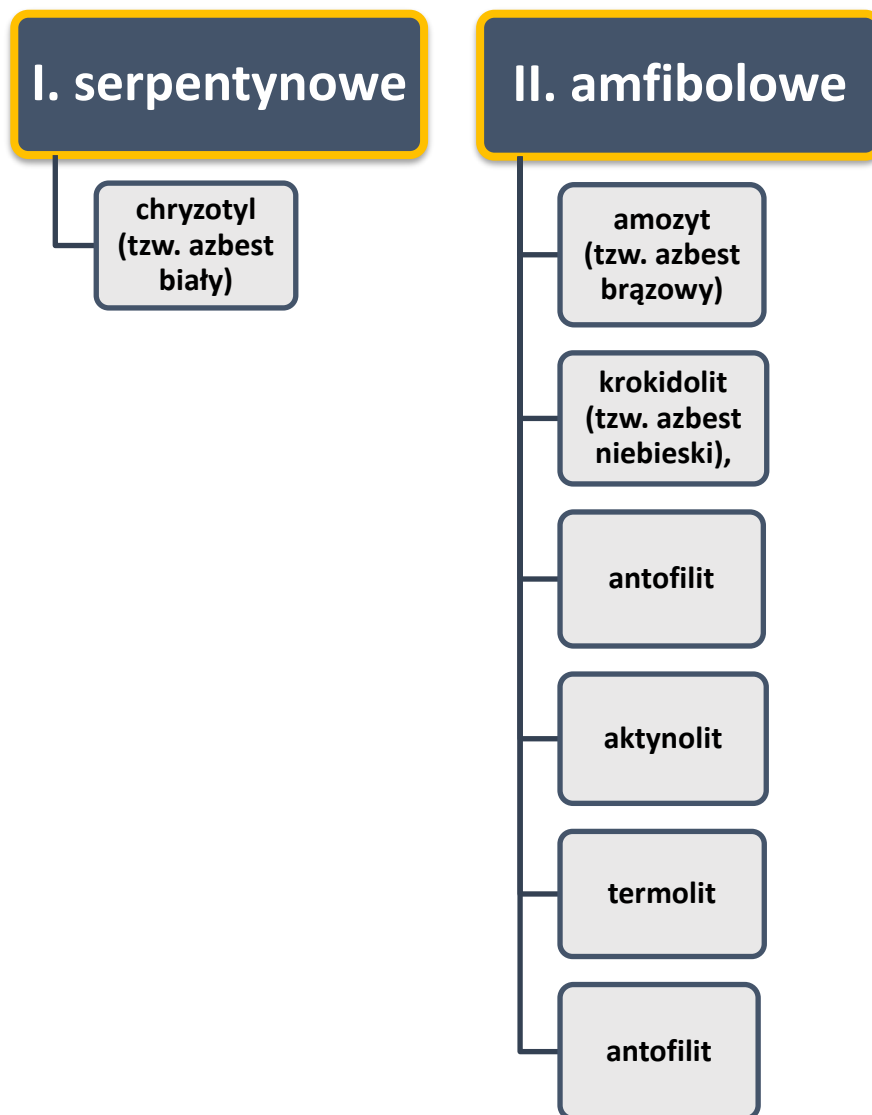 I. serpentynowe
chryzotyl
(tzw. azbest
biały)
II. amfibolowe
amozyt
(tzw. azbest
brązowy)
krokidolit
(tzw. azbest
niebieski),
antofilit
aktynolit
termolit
antofilit